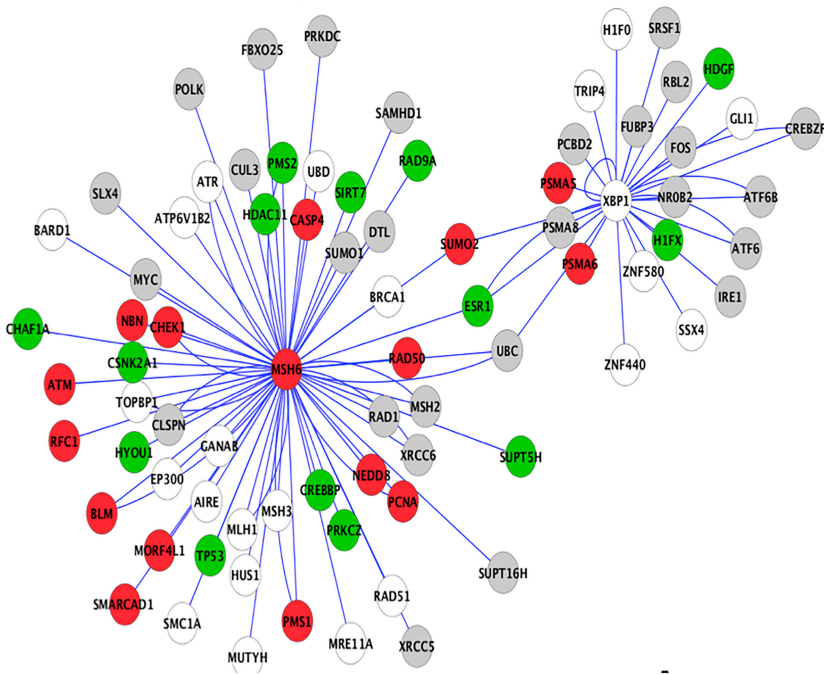 H1F0
SRSF1
PRKDC
FBXO25
HDGF
RBL2
POLK
TRIP4
SAMHD1
GLI1
FUBP3
CREBZF
PCBD2
FOS
PMS2
RAD9A
CUL3
UBD
ATR
PSMA5
SLX4
SIRT7
NR0B2
ATF6B
XBP1
HDAC11
ATP6V1B2
CASP4
BARD1
DTL
PSMA8
SUMO2
H1FX
ATF6
SUMO1
PSMA6
ZNF580
MYC
BRCA1
IRE1
ESR1
NBN
CHEK1
CHAF1A
SSX4
UBC
CSNK2A1
RAD50
ZNF440
MSH6
ATM
TOPBP1
MSH2
RAD1
CLSPN
RFC1
GANAB
HYOU1
XRCC6
SUPT5H
NEDD8
EP300
CREBBP
AIRE
PCNA
BLM
MSH3
MLH1
PRKCZ
MORF4L1
TP53
HUS1
SUPT16H
RAD51
SMARCAD1
SMC1A
PMS1
MRE11A
XRCC5
MUTYH